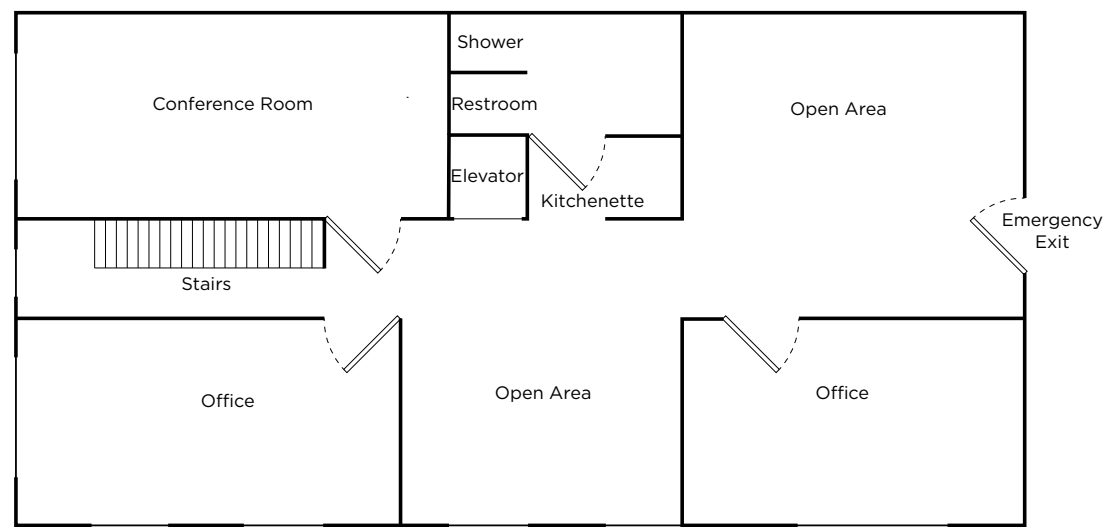 Shower
Conference Room
Restroom
Open Area
Elevator
Kitchenette
Emergency
Exit
Stairs
Office
Open Area
Office